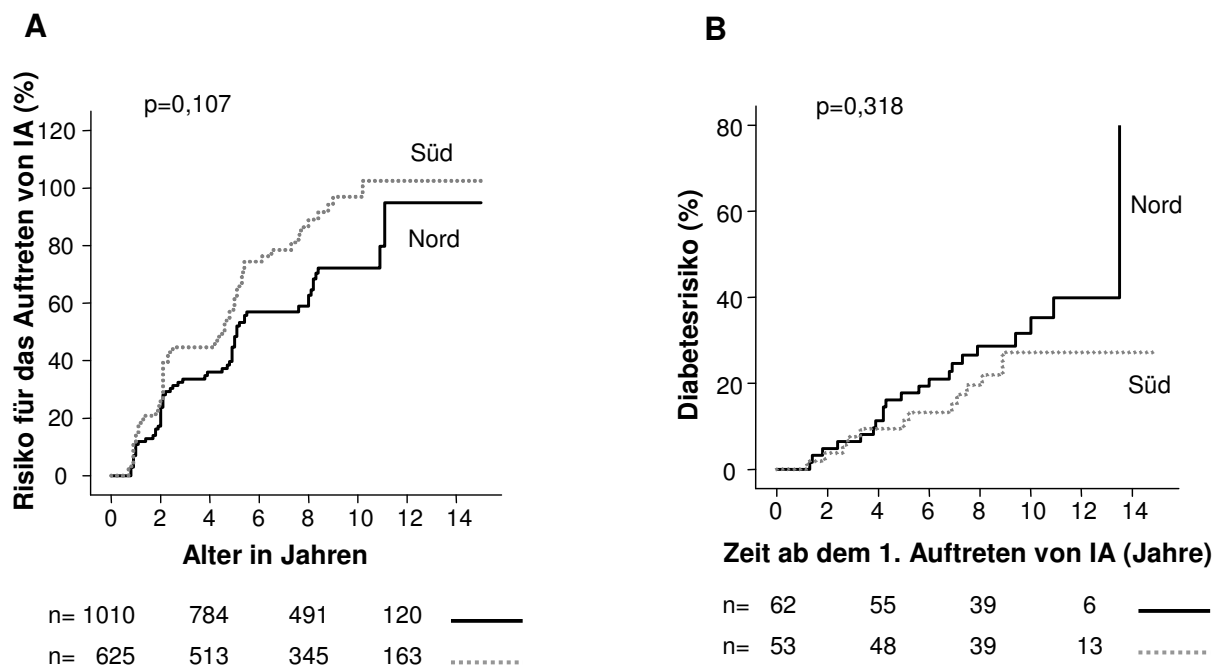 A
p=0,107
Risiko für das Auftreten von IA (%)
120
100
80
60
40
20
0
Süd
Nord
0 2 4 6 8 10 12 14
Alter in Jahren
n= 1010 784 491 120
n= 625 513 345 163
B
p=0,318
Diabetesrisiko (%)
80
60
40
20
0
Nord
Süd
0 2 4 6 8 10 12 14
Zeit ab dem 1. Auftreten von IA (Jahre)
n= 62 55 39 6
n= 53 48 39 13